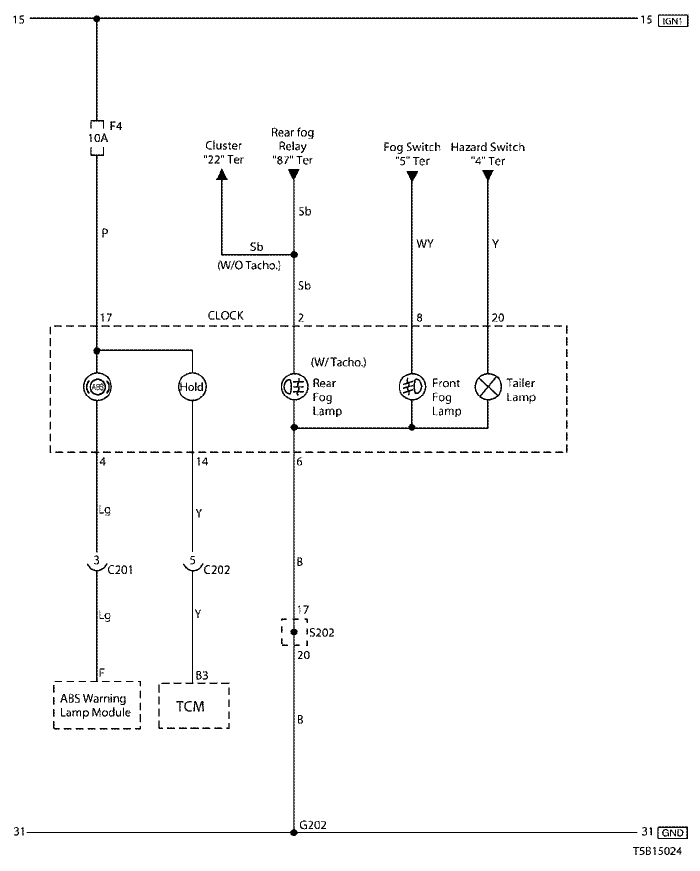 15
15 IGN1
F4
10A
Cluster
"22" Ter
Rear fog
Relay
"87" Ter
Fog Switch
"5" Ter
Hazard Switch
"4" Ter
P
Sb
WY
Y
Sb
(W/O Tacho.)
Sb
17
CLOCK
2
8
20
(W/ Tacho.)
ABS
Hold
Rear
Fog
Lamp
Front
Fog
Lamp
Tailer
Lamp
4
14
6
Lg
Y
3
C201
5
C202
B
Lg
Y
17
S202
20
F
B3
ABS Warning
Lamp Module
TCM
B
G202
31
31 GND
T5B15024